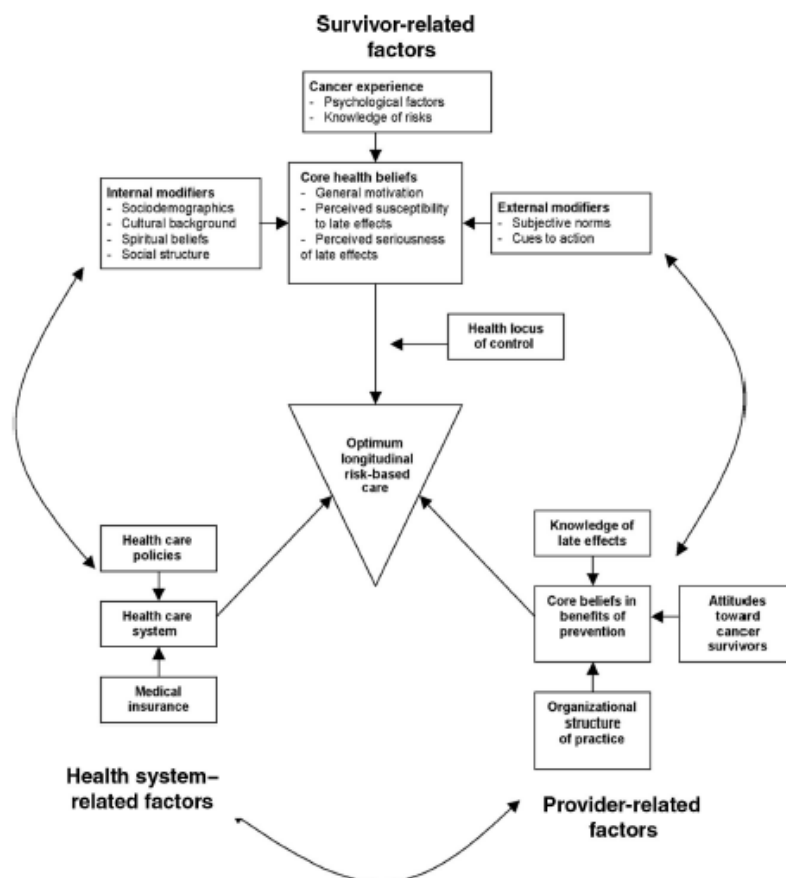 Survivor-related
factors
Cancer experience
- Psychological factors
- Knowledge of risks
Core health beliefs
- General motivation
- Perceived susceptibility
to late effects
- Perceived seriousness
of late effects
Internal modifiers
- Sociodemographics
- Cultural background
- Spiritual beliefs
- Social structure
External modifiers
- Subjective norms
- Cues to action
Health locus
of control
Optimum
longitudinal
risk-based
care
Health care
policies
Health care
system
Medical
insurance
Knowledge of
late effects
Core beliefs in
benefits of
prevention
Attitudes
toward
cancer
survivors
Organizational
structure
of practice
Health system–
related factors
Provider-related
factors